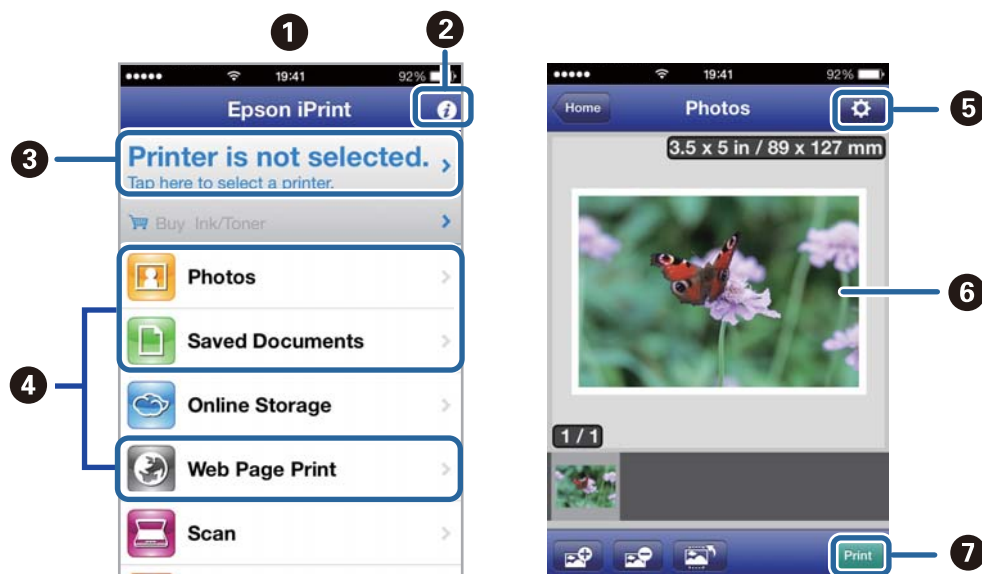 1
2
19:41
92%
Epson iPrint
i
3
Printer is not selected.
Tap here to select a printer.
Buy Ink/Toner
Photos
Saved Documents
4
Online Storage
Web Page Print
Scan
19:41
92%
Home
Photos
5
3.5 x 5 in / 89 x 127 mm
6
1 / 1
Print
7